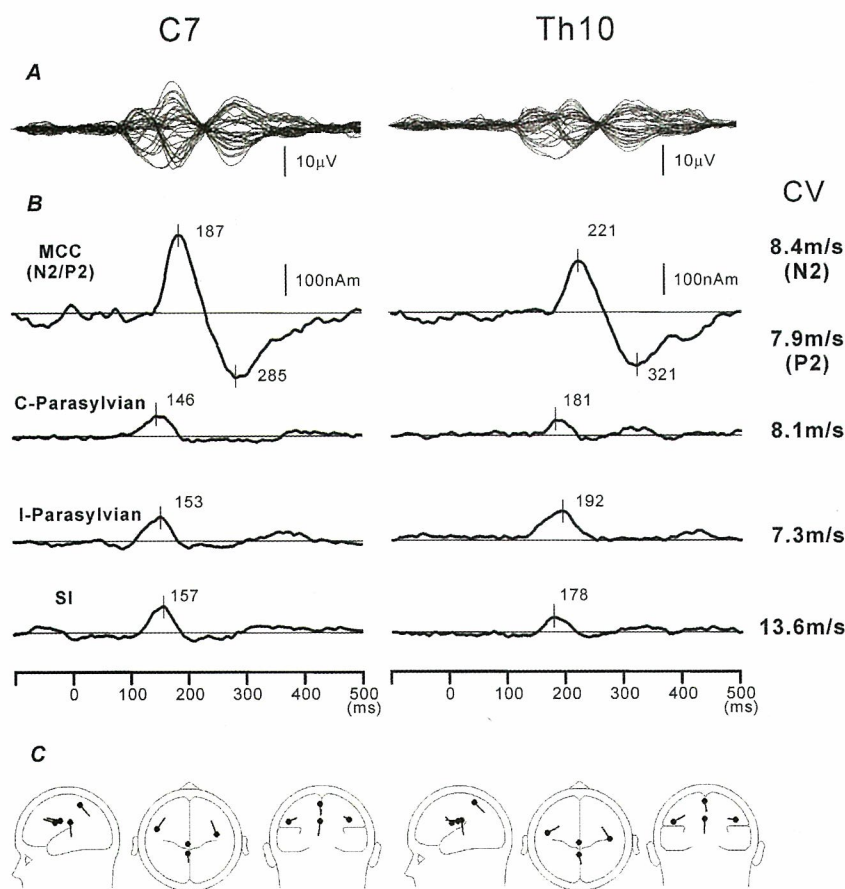 C7 Th10
A
10μV 10μV
CV
B
MCC
(N2/P2)
187 221
100nAm 100nAm
8.4m/s
(N2)
7.9m/s
(P2)
285 321
C-Parasylvian 146 181
8.1m/s
I-Parasylvian 153 192
7.3m/s
SI 157 178
13.6m/s
0 100 200 300 400 500 0 100 200 300 400 500
(ms) (ms)
C